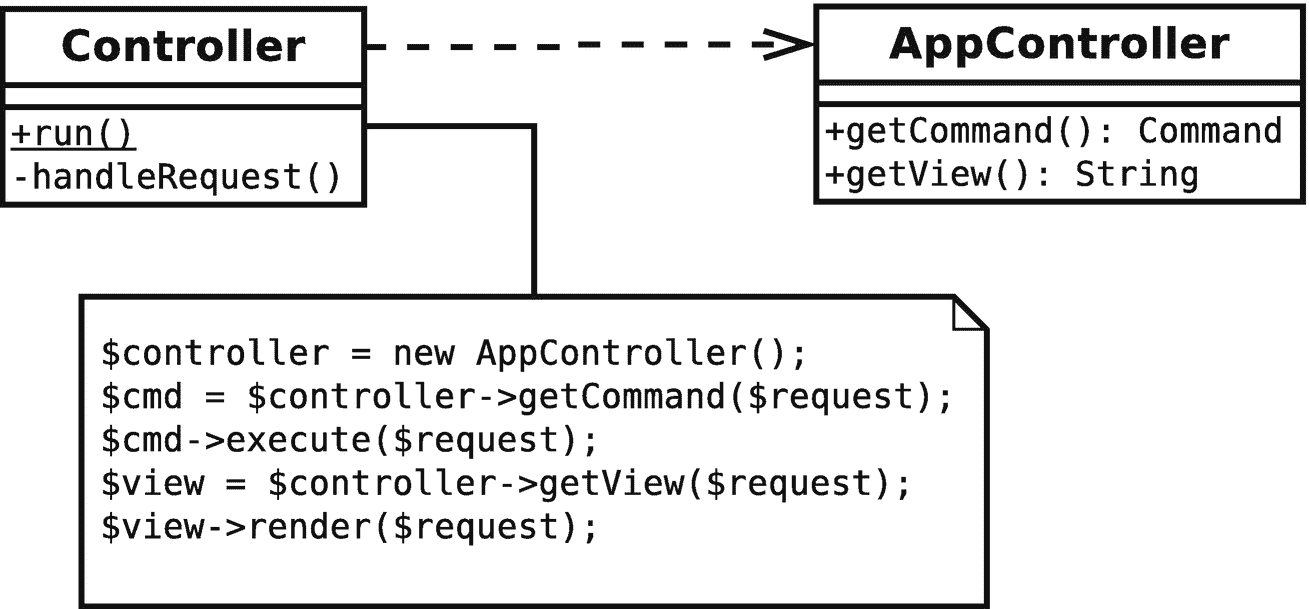 Controller
+run()
-handleRequest()
AppController
+getCommand(): Command
+getView(): String
$controller = new AppController();
$cmd = $controller->getCommand($request);
$cmd->execute($request);
$view = $controller->getView($request);
$view->render($request);